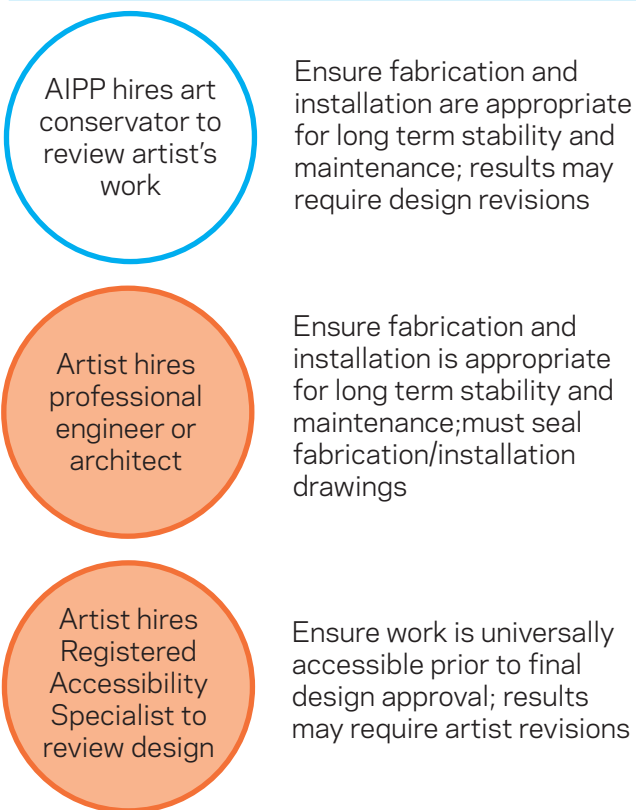 AIPP hires art
conservator to
review artist's
work
Ensure fabrication and
installation are appropriate
for long term stability and
maintenance; results may
require design revisions
Artist hires
professional
engineer or
architect
Ensure fabrication and
installation is appropriate
for long term stability and
maintenance;must seal
fabrication/installation
drawings
Artist hires
Registered
Accessibility
Specialist to
review design
Ensure work is universally
accessible prior to final
design approval; results
may require artist revisions